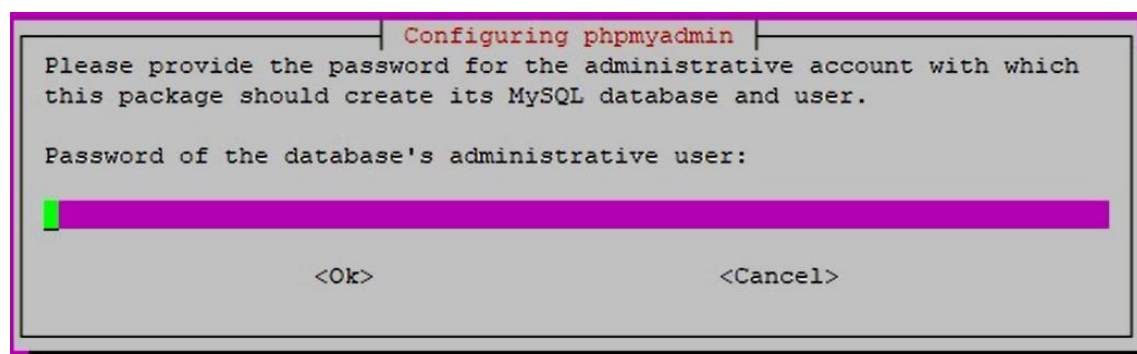 Configuring phpmyadmin
Please provide the password for the administrative account with which
this package should create its MySQL database and user.
Password of the database's administrative user:
<Ok> <Cancel>